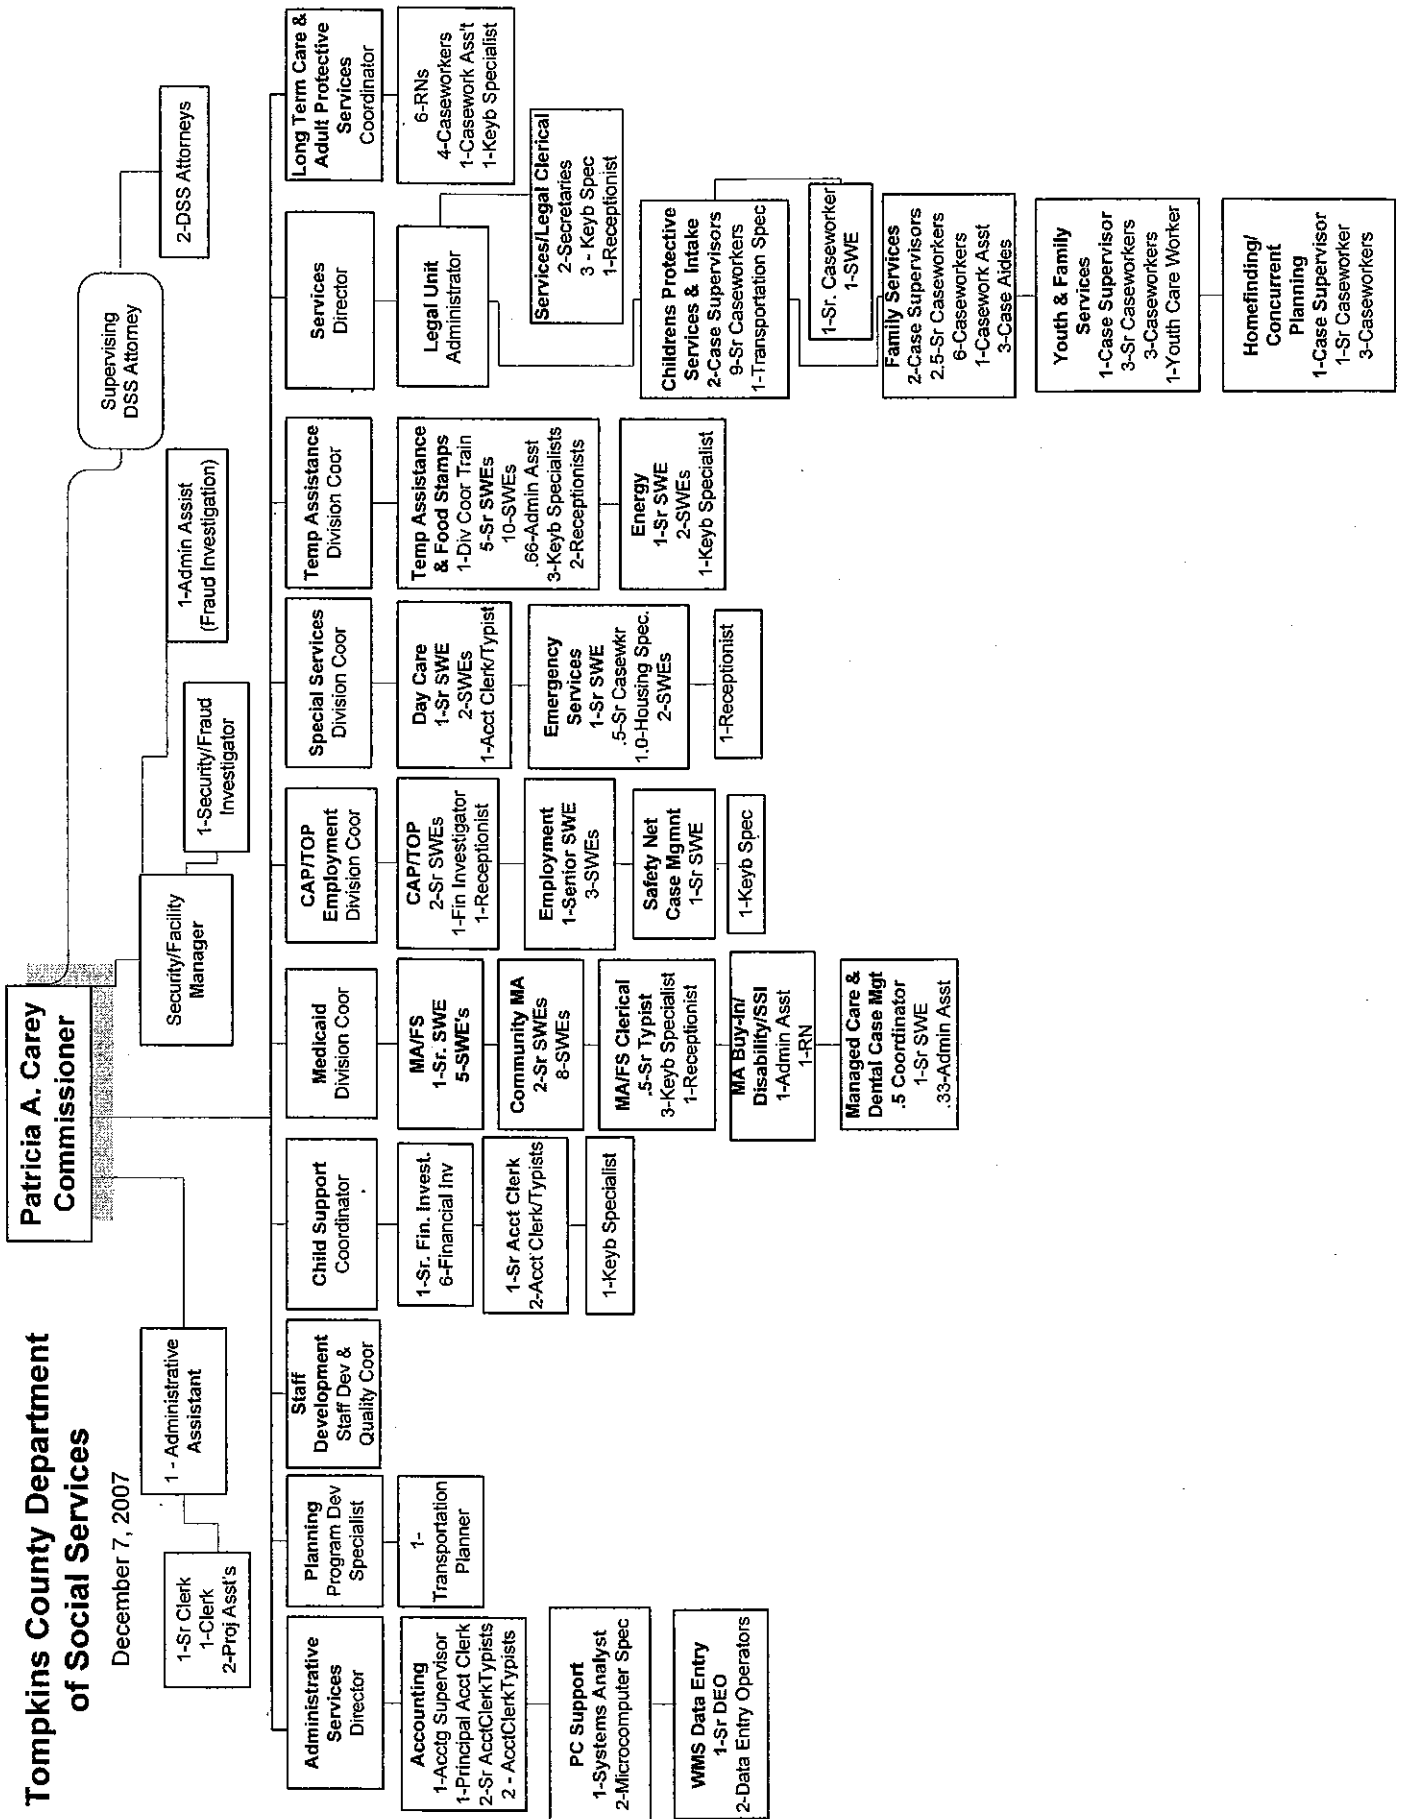 Tompkins County Department
of Social Services
December 7, 2007
Patricia A. Carey
Commissioner
1 - Administrative
Assistant
1-Sr Clerk
1-Clerk
2-Proj Asst's
Security/Facility
Manager
1-Security/Fraud
Investigator
1-Admin Assist
(Fraud Investigation)
Supervising
DSS Attorney
2-DSS Attorneys
Administrative
Services
Director
Accounting
1-Acctg Supervisor
1-Principal Acct Clerk
2-Sr AcctClerkTypists
2 - AcctClerkTypists
PC Support
1-Systems Analyst
2-Microcomputer Spec
WMS Data Entry
1-Sr DEO
2-Data Entry Operators
Planning
Program Dev
Specialist
1-
Transportation
Planner
Staff
Development
Staff Dev &
Quality Coor
Child Support
Coordinator
1-Sr. Fin. Invest.
6-Financial Inv
1-Sr Acct Clerk
2-Acct Clerk/Typists
1-Keyb Specialist
Medicaid
Division Coor
MA/FS
1-Sr. SWE
5-SWE's
Community MA
2-Sr SWEs
8-SWEs
MA/FS Clerical
.5-Sr Typist
3-Keyb Specialist
1-Receptionist
MA Buy-In/
Disability/SSI
1-Admin Asst
1-RN
Managed Care &
Dental Case Mgt
.5 Coordinator
1-Sr SWE
.33-Admin Asst
CAP/TOP
Employment
Division Coor
CAP/TOP
2-Sr SWEs
1-Fin Investigator
1-Receptionist
Employment
1-Senior SWE
3-SWEs
Safety Net
Case Mgmnt
1-Sr SWE
1-Keyb Spec
Special Services
Division Coor
Day Care
1-Sr SWE
2-SWEs
1-Acct Clerk/Typist
Emergency
Services
1-Sr SWE
.5-Sr Casewkr
1.0-Housing Spec.
2-SWEs
1-Receptionist
Temp Assistance
Division Coor
Temp Assistance
& Food Stamps
1-Div Coor Train
5-Sr SWEs
10-SWEs
.66-Admin Asst
3-Keyb Specialists
2-Receptionists
Energy
1-Sr SWE
2-SWEs
1-Keyb Specialist
Services
Director
Legal Unit
Administrator
Services/Legal Clerical
2-Secretaries
3 - Keyb Spec
1-Receptionist
Childrens Protective
Services & Intake
2-Case Supervisors
9-Sr Caseworkers
1-Transportation Spec
1-Sr. Caseworker
1-SWE
Family Services
2-Case Supervisors
2.5-Sr Caseworkers
6-Caseworkers
1-Casework Asst
3-Case Aides
Youth & Family
Services
1-Case Supervisor
3-Sr Caseworkers
3-Caseworkers
1-Youth Care Worker
Homefinding/
Concurrent
Planning
1-Case Supervisor
1-Sr Caseworker
3-Caseworkers
Long Term Care &
Adult Protective
Services
Coordinator
6-RNs
4-Caseworkers
1-Casework Ass't
1-Keyb Specialist